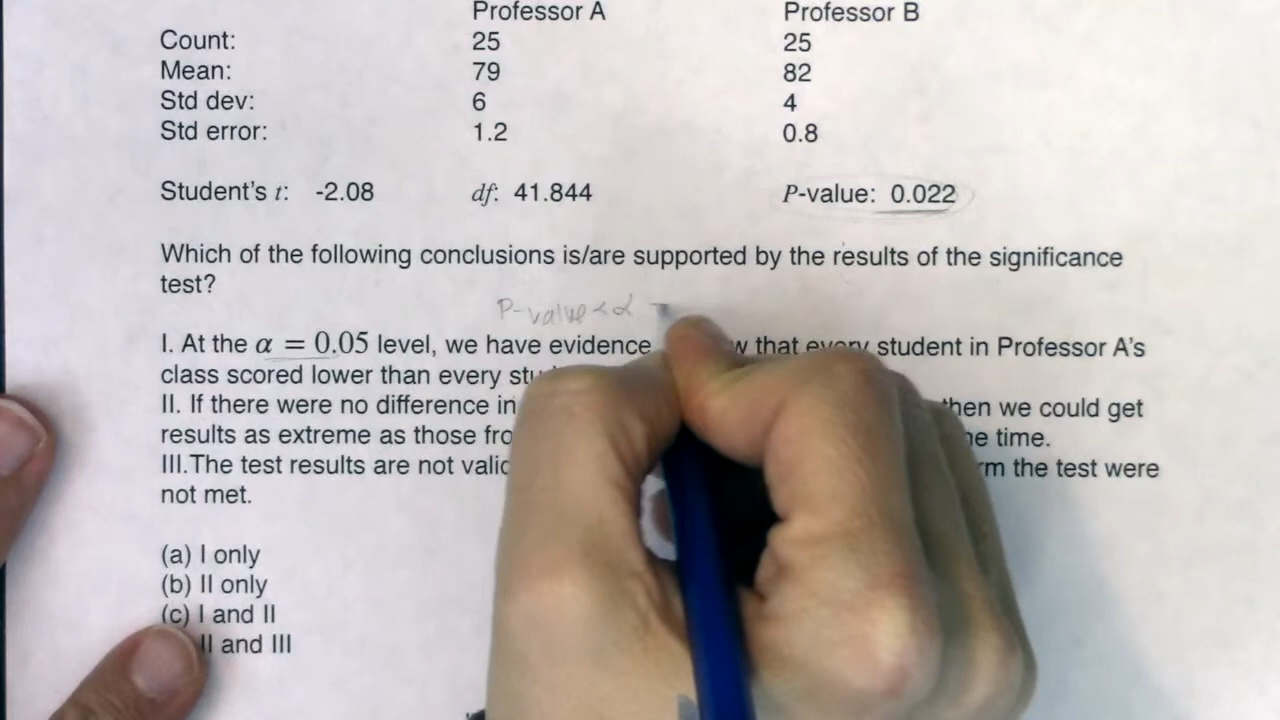 Professor A Professor B
Count: 25 25
Mean: 79 82
Std dev: 6 4
Std error: 1.2 0.8
Student's t: -2.08 df: 41.844 P-value: 0.022
Which of the following conclusions is/are supported by the results of the significance
test?
P-value < α
I. At the α = 0.05 level, we have evidence that every student in Professor A's
class scored lower than every
II. If there were no difference in then we could get
results as extreme as those time.
III.The test results are not the test were
not met.
(a) I only
(b) II only
(c) I and II
II and III